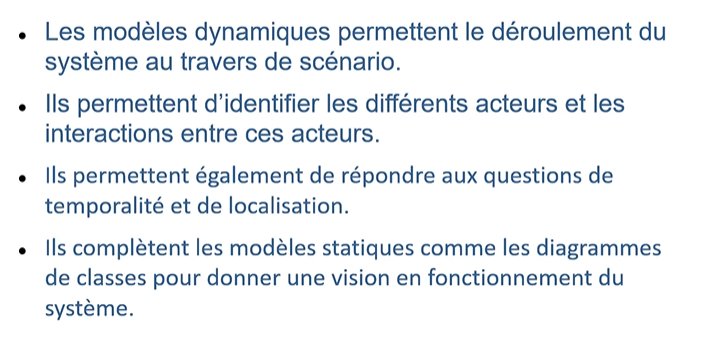 • Les modèles dynamiques permettent le déroulement du
système au travers de scénario.
• Ils permettent d'identifier les différents acteurs et les
interactions entre ces acteurs.
• Ils permettent également de répondre aux questions de
temporalité et de localisation.
• Ils complètent les modèles statiques comme les diagrammes
de classes pour donner une vision en fonctionnement du
système.